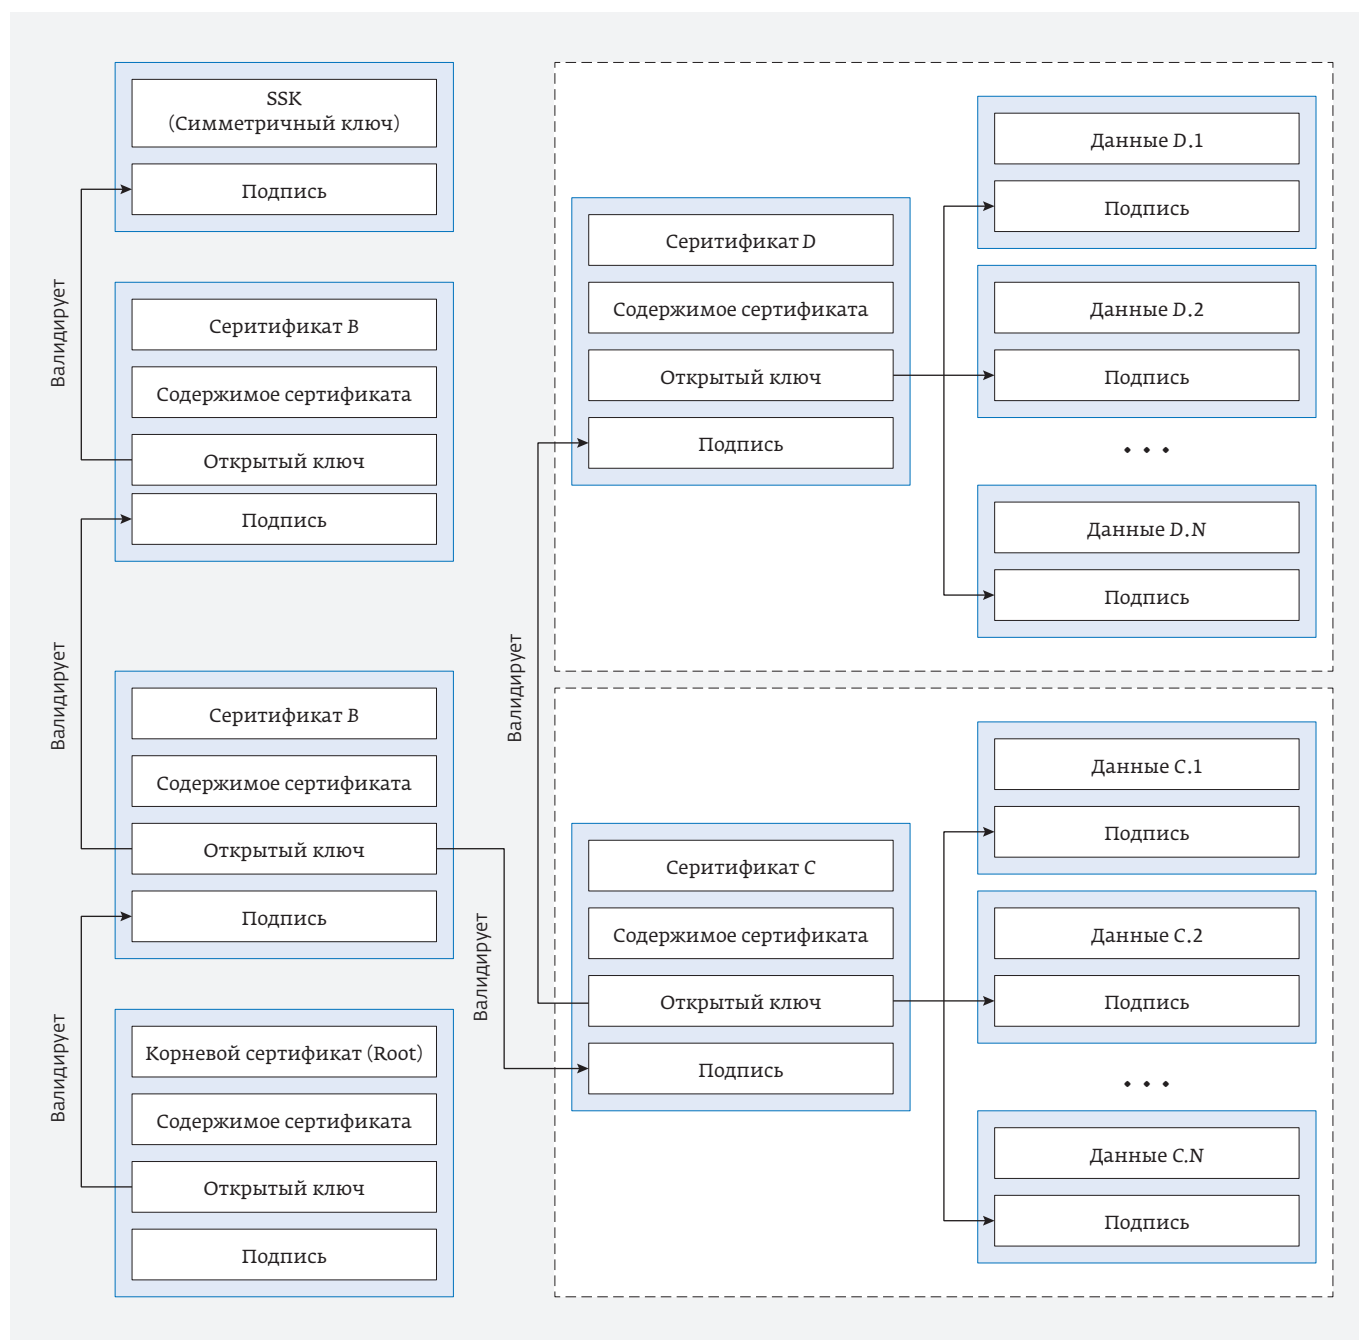 SSK
(Симметричный ключ)
Подпись
Валидирует
Серитификат B
Содержимое сертификата
Открытый ключ
Подпись
Валидирует
Серитификат B
Содержимое сертификата
Открытый ключ
Подпись
Валидирует
Корневой сертификат (Root)
Содержимое сертификата
Открытый ключ
Подпись
Валидирует
Валидирует
Серитификат D
Содержимое сертификата
Открытый ключ
Подпись
Данные D.1
Подпись
Данные D.2
Подпись
• • •
Данные D.N
Подпись
Серитификат C
Содержимое сертификата
Открытый ключ
Подпись
Данные C.1
Подпись
Данные C.2
Подпись
• • •
Данные C.N
Подпись